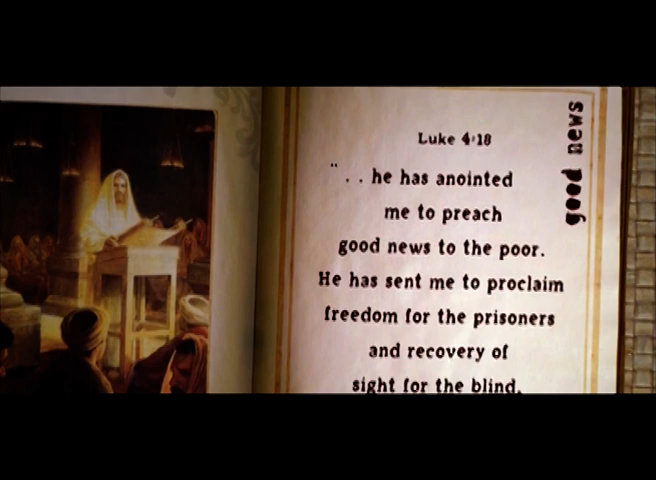 Luke 4:18
" . . he has anointed
me to preach
good news to the poor.
He has sent me to proclaim
freedom for the prisoners
and recovery of
sight for the blind,
good news